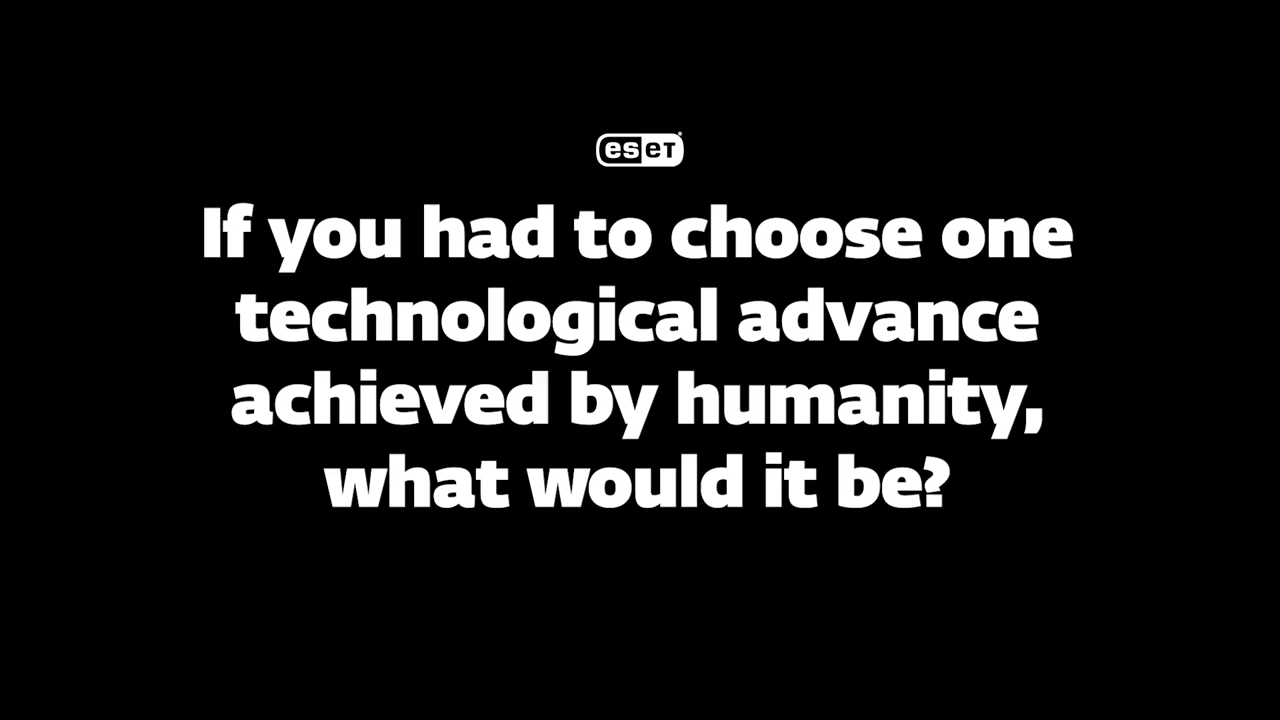 eseT
If you had to choose one
technological advance
achieved by humanity,
what would it be?